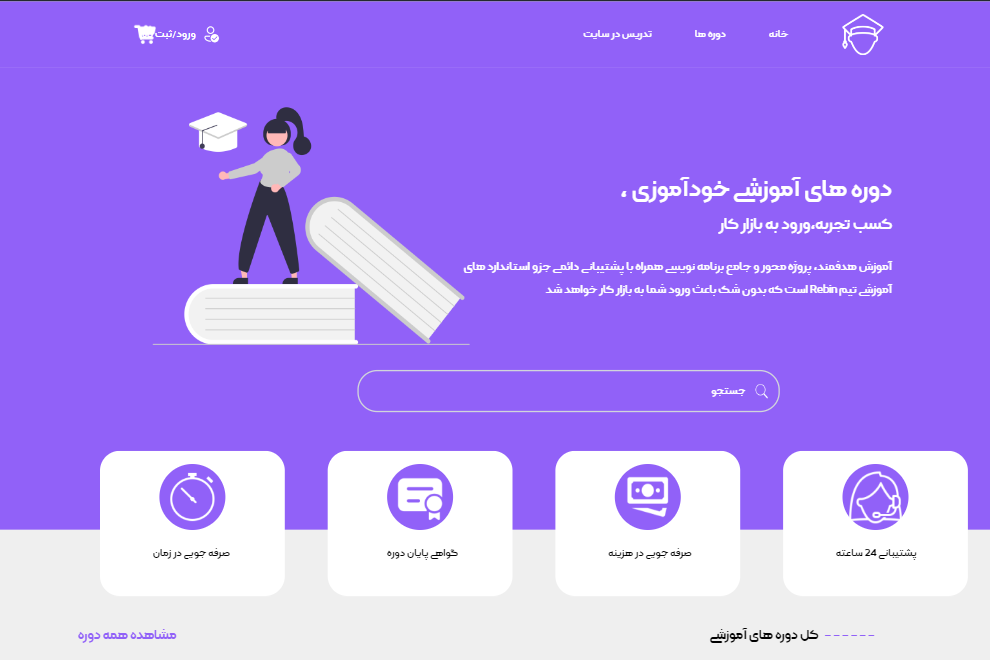 خانه
دوره ها
تدریس در سایت
ورود/ثبت
دوره های آموزشی خودآموزی ،
کسب تجربه،ورود به بازار کار
آموزش هدفمند، پروژه محور و جامع برنامه نویسی همراه با پشتیبانی دائمی جزو استاندارد های
آموزشی تیم Rebin است که بدون شک باعث ورود شما به بازار کار خواهد شد
جستجو
پشتیبانی 24 ساعته
صرفه جویی در هزینه
گواهی پایان دوره
صرفه جویی در زمان
کل دوره های آموزشی
مشاهده همه دوره